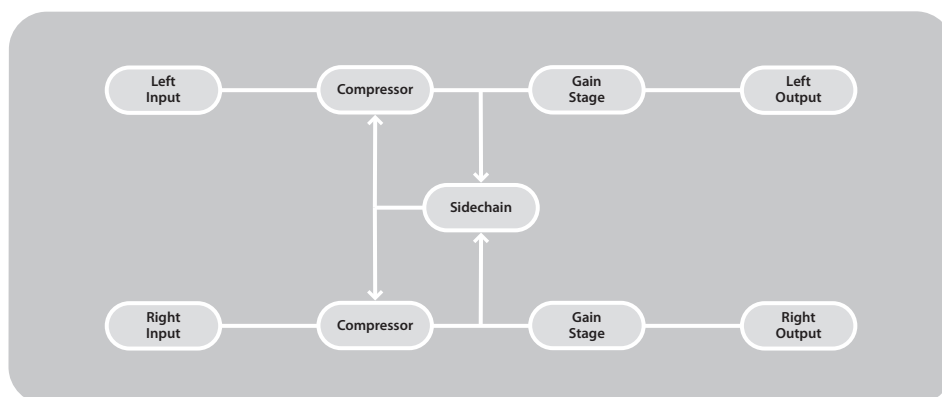 Left
Input
Compressor
Gain
Stage
Left
Output
Sidechain
Right
Input
Compressor
Gain
Stage
Right
Output